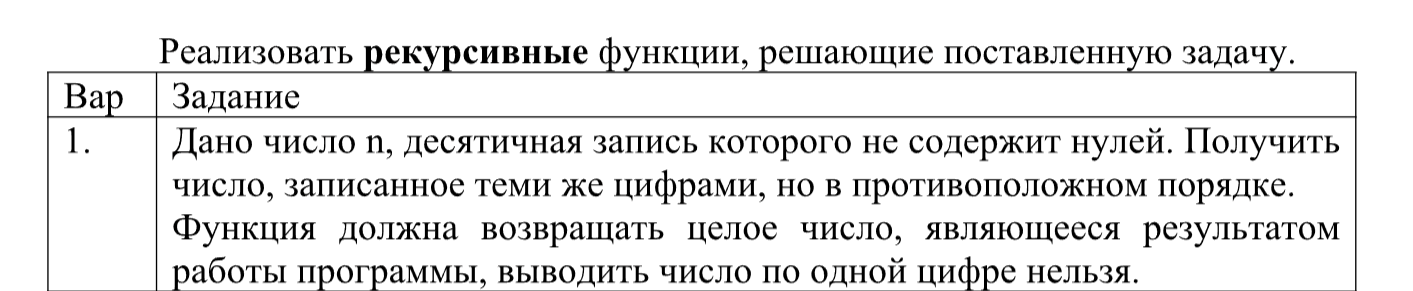 Реализовать рекурсивные функции, решающие поставленную задачу.
Вар Задание
1. Дано число n, десятичная запись которого не содержит нулей. Получить
число, записанное теми же цифрами, но в противоположном порядке.
Функция должна возвращать целое число, являющееся результатом
работы программы, выводить число по одной цифре нельзя.